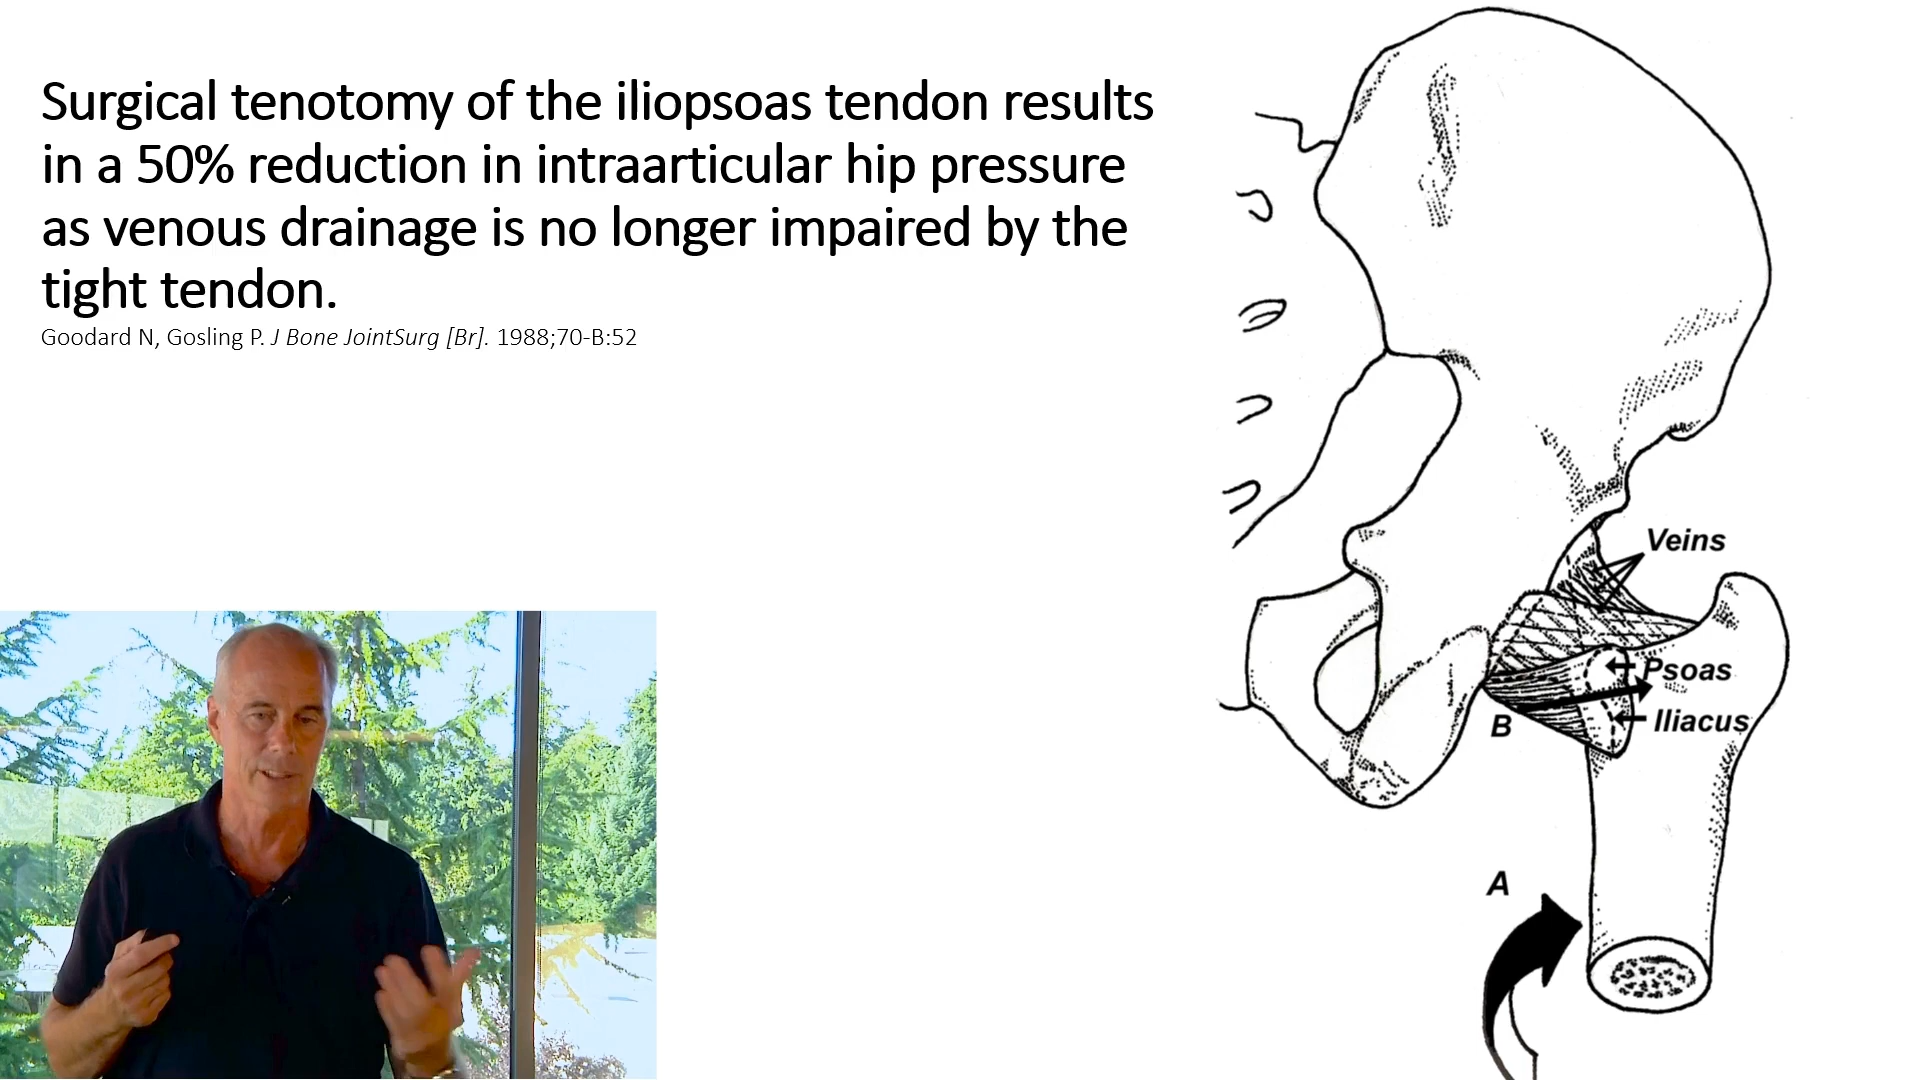 Surgical tenotomy of the iliopsoas tendon results
in a 50% reduction in intraarticular hip pressure
as venous drainage is no longer impaired by the
tight tendon.
Goodard N, Gosling P. J Bone JointSurg [Br]. 1988;70-B:52
Veins
Psoas
B
Iliacus
A